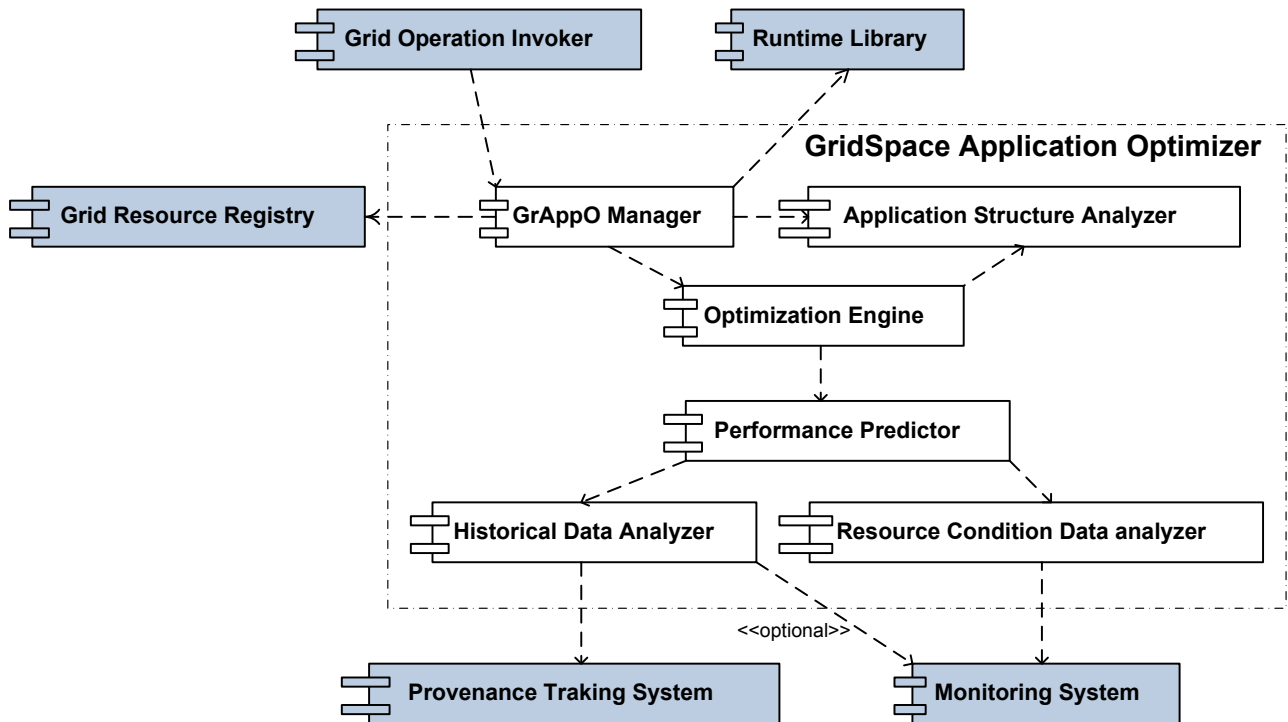 Grid Operation Invoker
Runtime Library
GridSpace Application Optimizer
Grid Resource Registry
GrAppO Manager
Application Structure Analyzer
Optimization Engine
Performance Predictor
Historical Data Analyzer
Resource Condition Data analyzer
<<optional>>
Provenance Traking System
Monitoring System